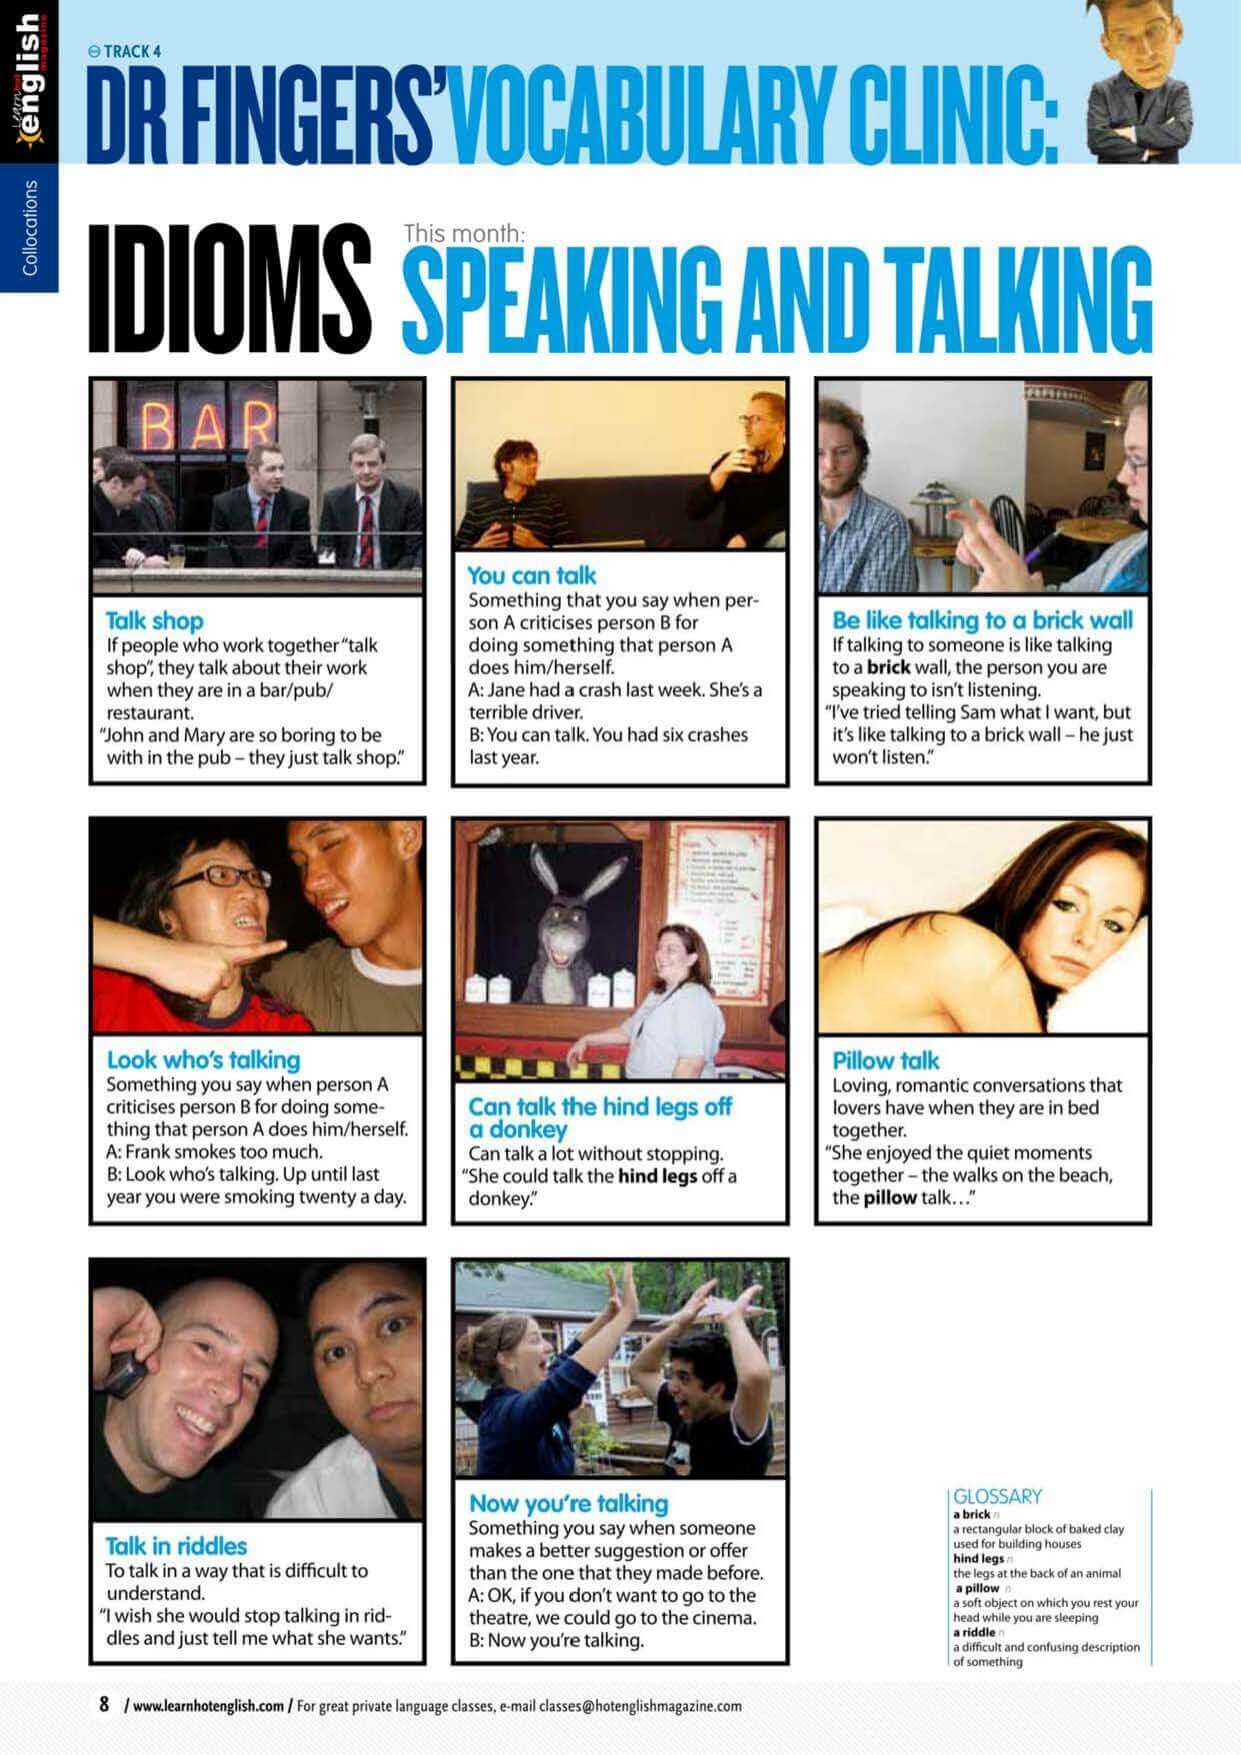 Learn hot
english
magazine
Collocations
TRACK 4
DR FINGERS' VOCABULARY CLINIC:
IDIOMS
This month:
SPEAKING AND TALKING
BAR
Talk shop
If people who work together “talk
shop”, they talk about their work
when they are in a bar/pub/
restaurant.
“John and Mary are so boring to be
with in the pub – they just talk shop.”
You can talk
Something that you say when per-
son A criticises person B for
doing something that person A
does him/herself.
A: Jane had a crash last week. She’s a
terrible driver.
B: You can talk. You had six crashes
last year.
Be like talking to a brick wall
If talking to someone is like talking
to a brick wall, the person you are
speaking to isn’t listening.
“I’ve tried telling Sam what I want, but
it’s like talking to a brick wall – he just
won’t listen.”
Look who’s talking
Something you say when person A
criticises person B for doing some-
thing that person A does him/herself.
A: Frank smokes too much.
B: Look who’s talking. Up until last
year you were smoking twenty a day.
Can talk the hind legs off
a donkey
Can talk a lot without stopping.
“She could talk the hind legs off a
donkey.”
Pillow talk
Loving, romantic conversations that
lovers have when they are in bed
together.
“She enjoyed the quiet moments
together – the walks on the beach,
the pillow talk…”
Talk in riddles
To talk in a way that is difficult to
understand.
“I wish she would stop talking in rid-
dles and just tell me what she wants.”
Now you’re talking
Something you say when someone
makes a better suggestion or offer
than the one that they made before.
A: OK, if you don’t want to go to the
theatre, we could go to the cinema.
B: Now you’re talking.
GLOSSARY
a brick n
a rectangular block of baked clay
used for building houses
hind legs n
the legs at the back of an animal
a pillow n
a soft object on which you rest your
head while you are sleeping
a riddle n
a difficult and confusing description
of something
8 / www.learnhotenglish.com / For great private language classes, e-mail classes@hotenglishmagazine.com